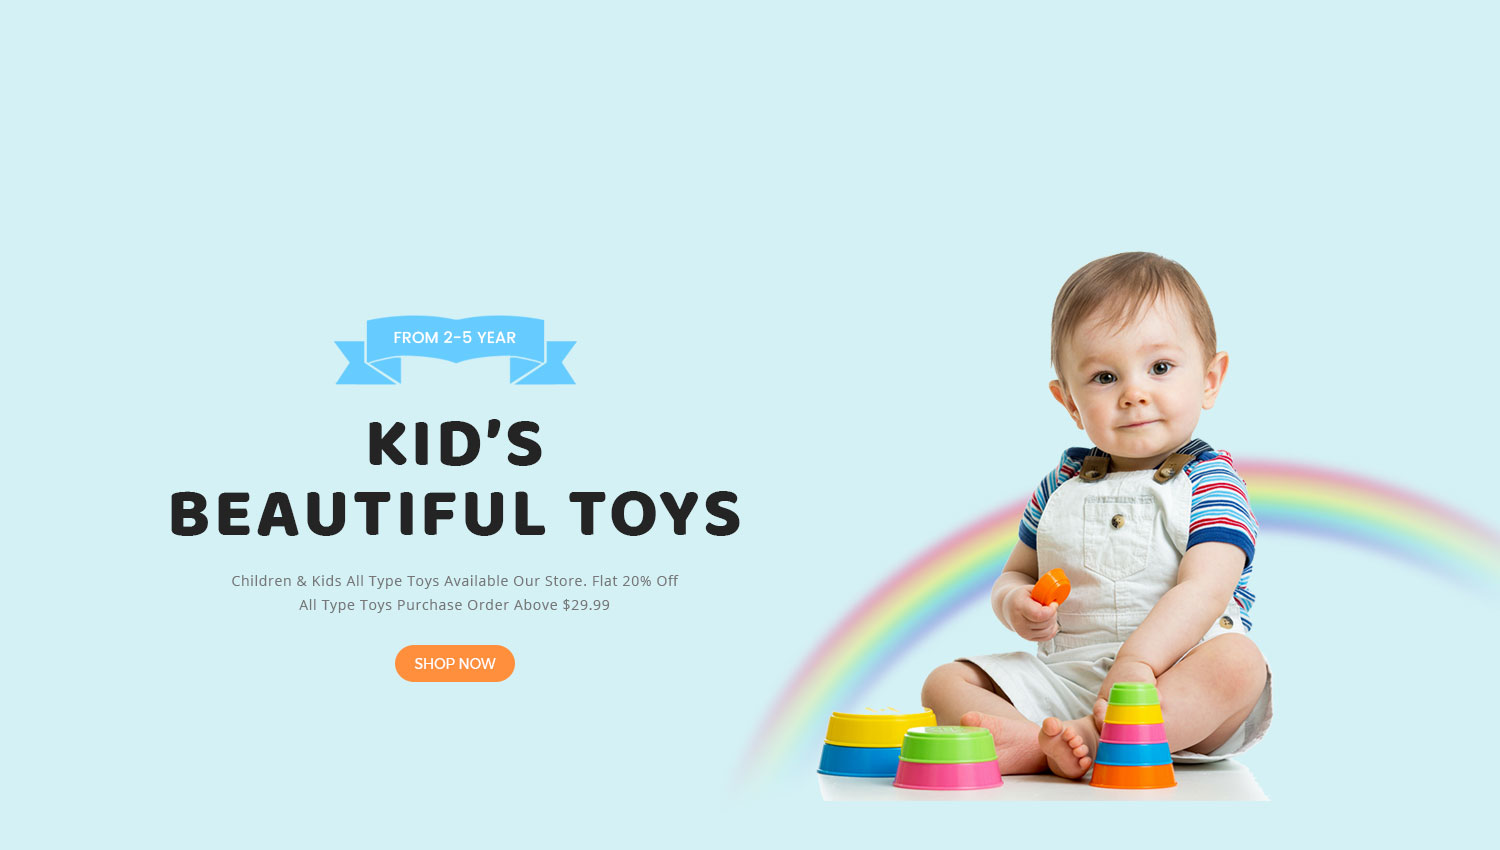 FROM 2-5 YEAR
KID'S
BEAUTIFUL TOYS
Children & Kids All Type Toys Available Our Store. Flat 20% Off
All Type Toys Purchase Order Above $29.99
SHOP NOW